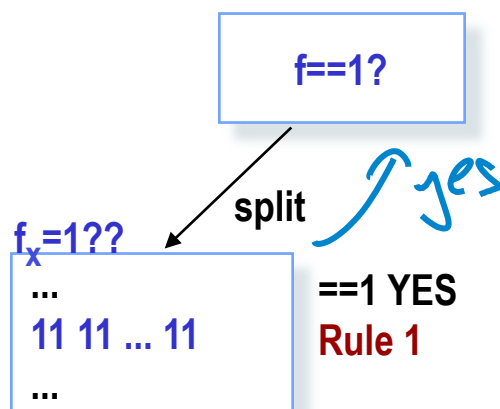 f==1?
yes
split
fx=1??
...
11 11 ... 11
...
==1 YES
Rule 1